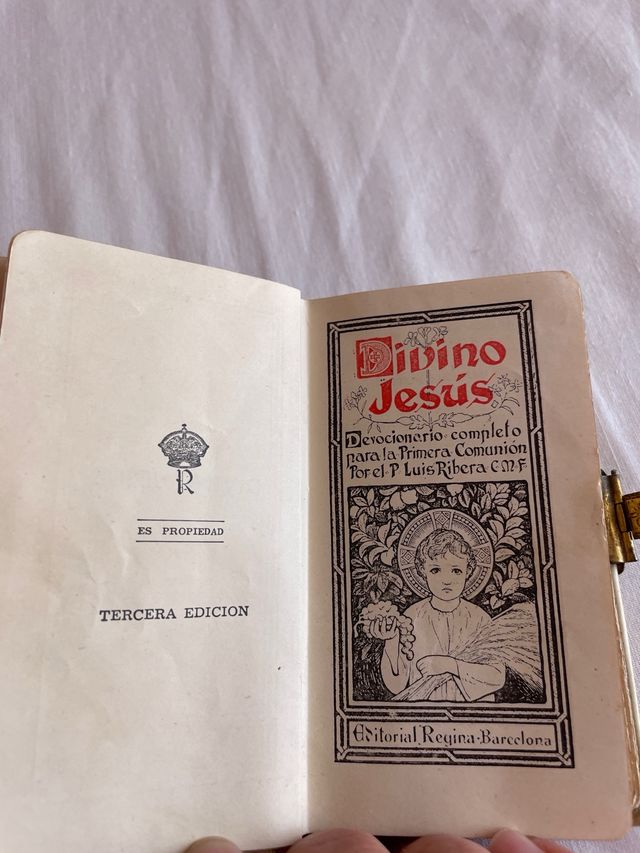 R
ES PROPIEDAD
TERCERA EDICION
Divino
Jesús
Devocionario completo
para la Primera Comunión
Por el P Luis Ribera C.M.F.
Editorial Regina-Barcelona